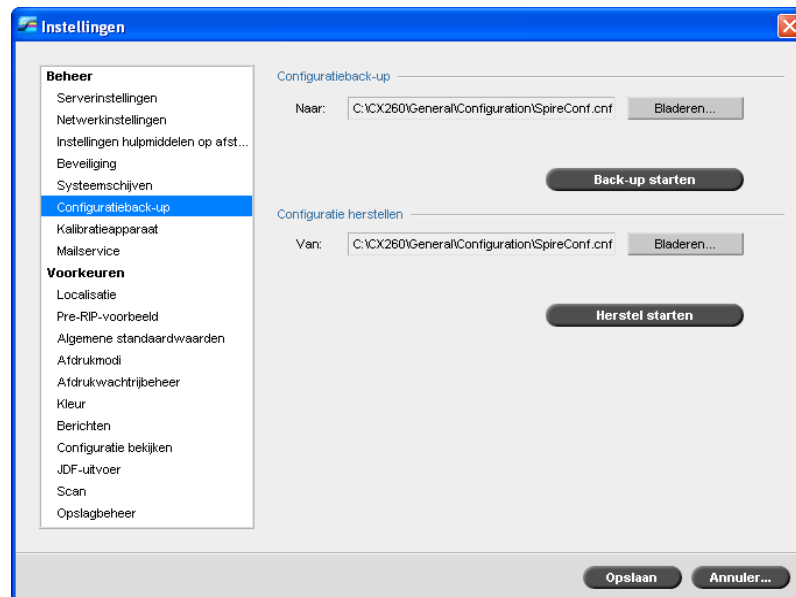 Instellingen
Beheer
Serverinstellingen
Netwerkinstellingen
Instellingen hulpmiddelen op afst...
Beveiliging
Systeemschijven
Configuratieback-up
Kalibratieapparaat
Mailservice
Voorkeuren
Localisatie
Pre-RIP-voorbeeld
Algemene standaardwaarden
Afdrukmodi
Afdrukwachtrijbeheer
Kleur
Berichten
Configuratie bekijken
JDF-uitvoer
Scan
Opslagbeheer
Configuratieback-up
Naar: C:\CX260\General\Configuration\SpireConf.cnf Bladeren...
Back-up starten
Configuratie herstellen
Van: C:\CX260\General\Configuration\SpireConf.cnf Bladeren...
Herstel starten
Opslaan Annuler...